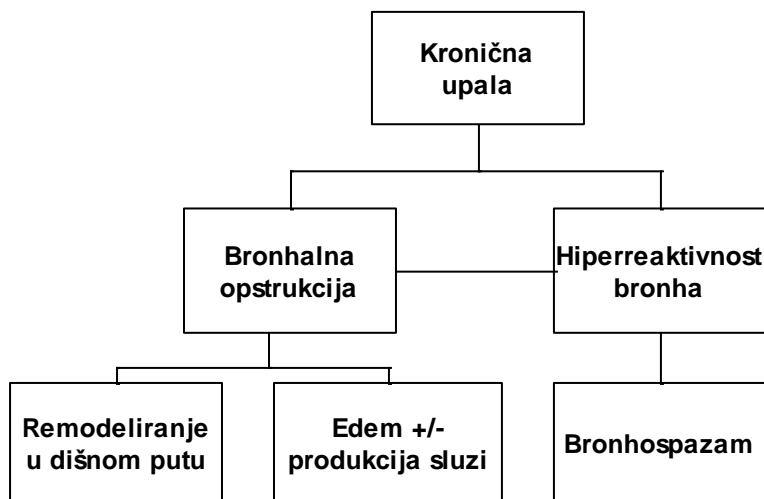 Kronična
upala
Bronhalna
opstrukcija
Hiperreaktivnost
bronha
Remodeliranje
u dišnom putu
Edem +/-
produkcija sluzi
Bronhospazam